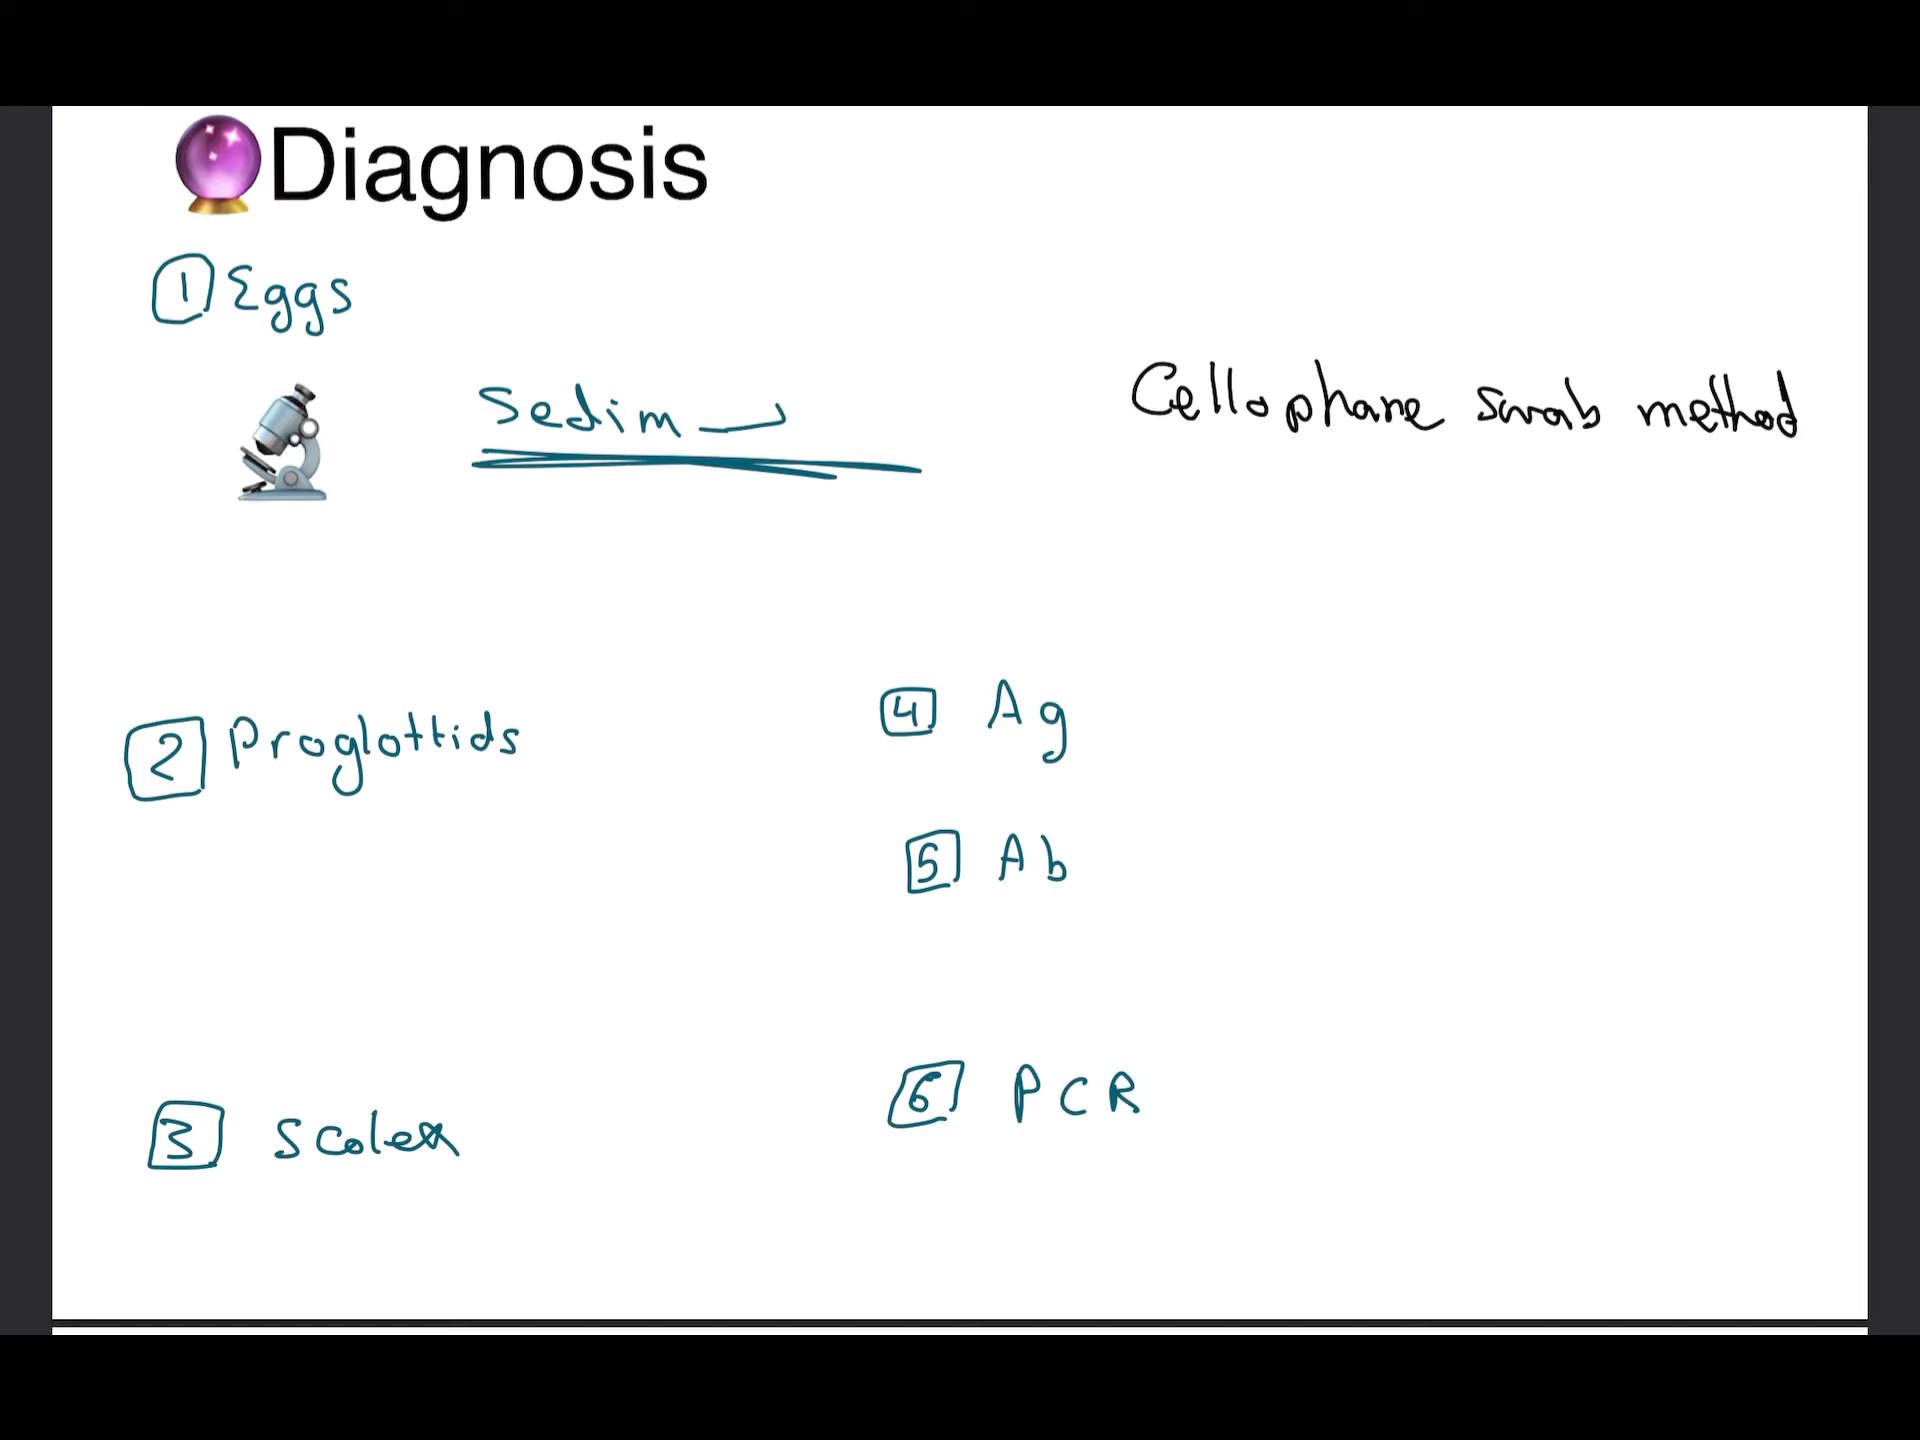 Diagnosis
1 Eggs
Sedim
Cellophane swab method
2 Proglottids
3 Scolex
4 Ag
5 Ab
6 PCR